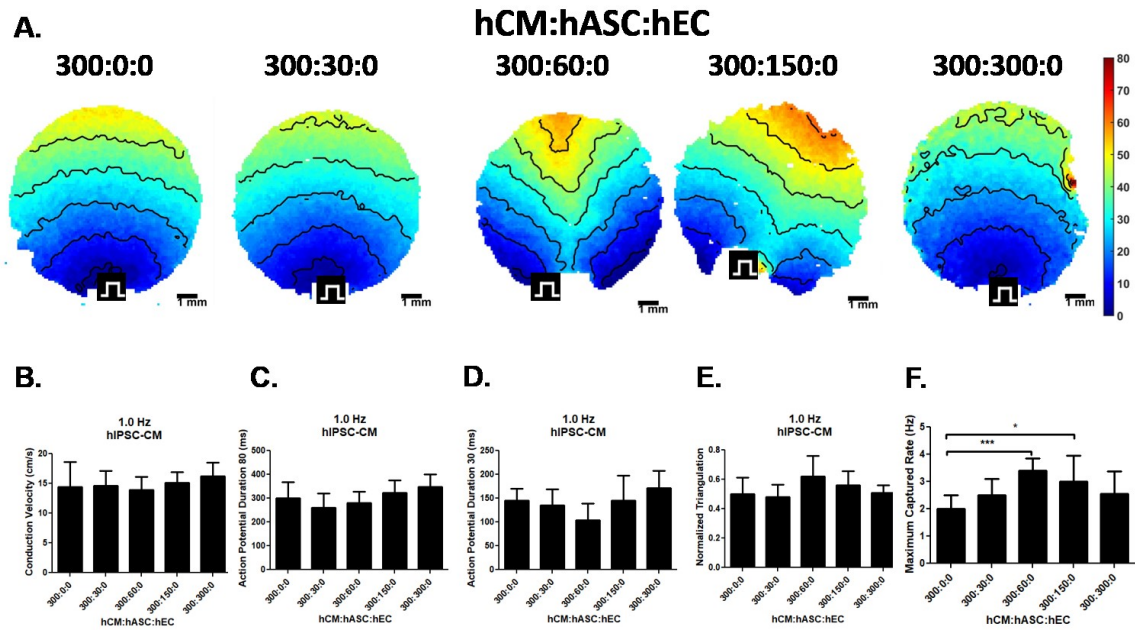 A.
hCM:hASC:hEC
300:0:0
300:30:0
300:60:0
300:150:0
300:300:0
80
70
60
50
40
30
20
10
0
1 mm
1 mm
1 mm
1 mm
1 mm
B.
1.0 Hz
hIPSC-CM
Conduction Velocity (cm/s)
20
15
10
5
0
300:0:0
300:30:0
300:60:0
300:150:0
300:300:0
hCM:hASC:hEC
C.
1.0 Hz
hIPSC-CM
Action Potential Duration 80 (ms)
500
400
300
200
100
0
300:0:0
300:30:0
300:60:0
300:150:0
300:300:0
hCM:hASC:hEC
D.
1.0 Hz
hIPSC-CM
Action Potential Duration 30 (ms)
250
200
150
100
50
0
300:0:0
300:30:0
300:60:0
300:150:0
300:300:0
hCM:hASC:hEC
E.
1.0 Hz
hIPSC-CM
Normalized Triangulation
1.0
0.8
0.6
0.4
0.2
0.0
300:0:0
300:30:0
300:60:0
300:150:0
300:300:0
hCM:hASC:hEC
F.
Maximum Captured Rate (Hz)
5
4
3
2
1
0
*
***
300:0:0
300:30:0
300:60:0
300:150:0
300:300:0
hCM:hASC:hEC